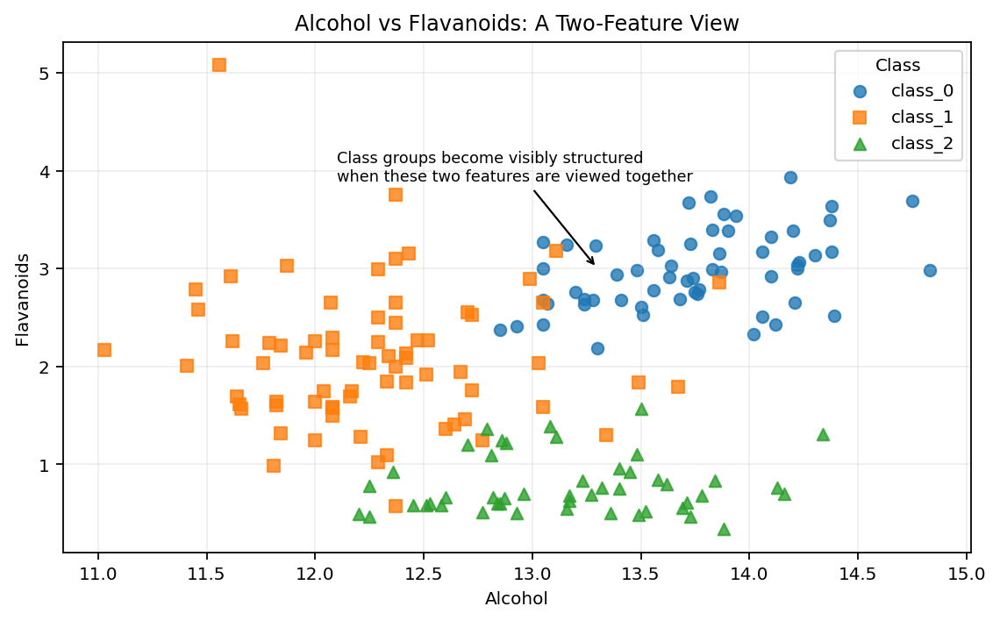 Alcohol vs Flavanoids: A Two-Feature View
Class
class_0
class_1
class_2
Class groups become visibly structured
when these two features are viewed together
Flavanoids
5
4
3
2
1
11.0 11.5 12.0 12.5 13.0 13.5 14.0 14.5 15.0
Alcohol